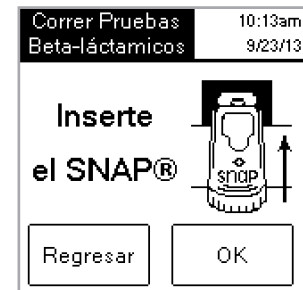 Correr Pruebas 10:13am
Beta-láctamicos 9/23/13
Inserte
el SNAP®
snap
Regresar OK